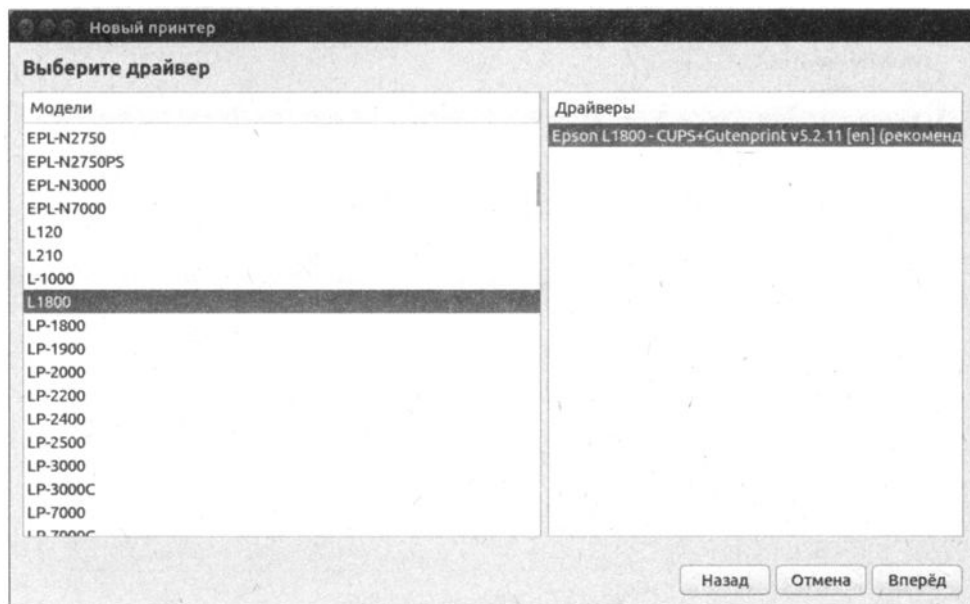 Новый принтер
Выберите драйвер
Модели
EPL-N2750
EPL-N2750PS
EPL-N3000
EPL-N7000
L120
L210
L-1000
L1800
LP-1800
LP-1900
LP-2000
LP-2200
LP-2400
LP-2500
LP-3000
LP-3000C
LP-7000
LP-7000C
Драйверы
Epson L1800 - CUPS+Gutenprint v5.2.11 [en] (рекоменд
Назад
Отмена
Вперёд